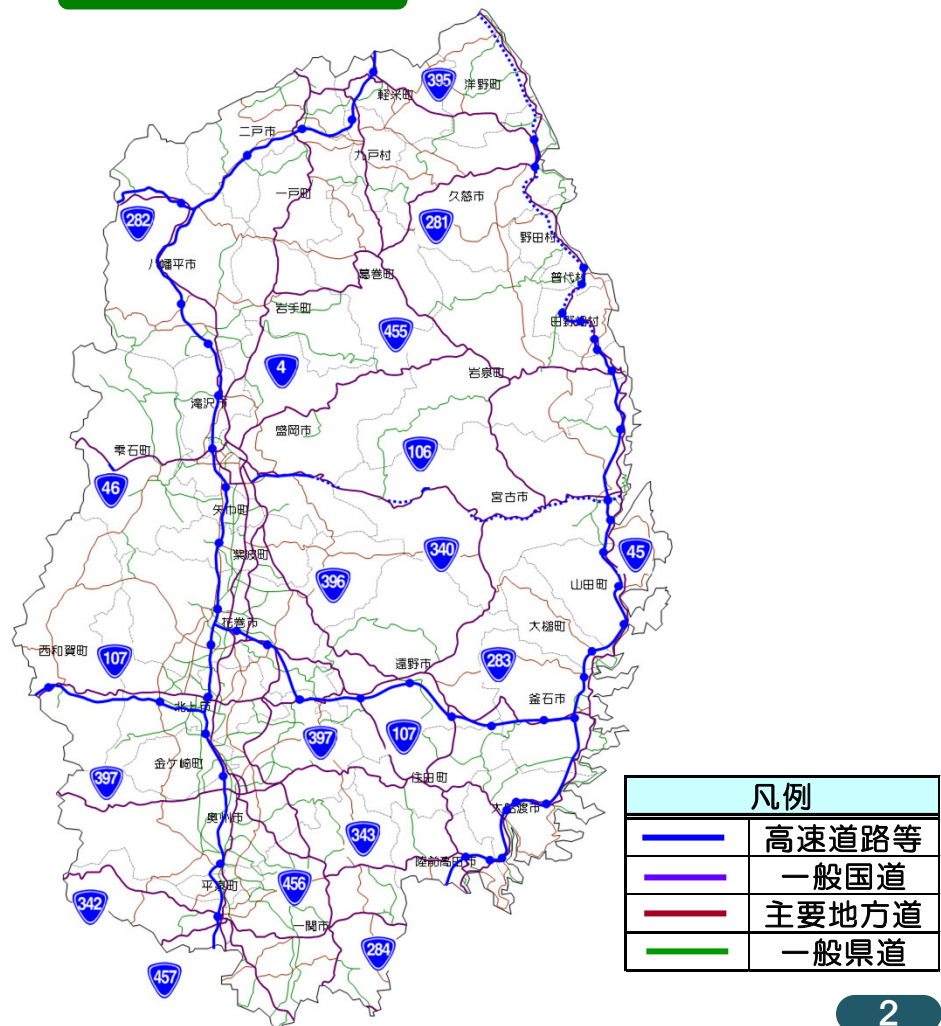 395
洋野町
軽米町
二戸市
九戸村
一戸町
久慈市
282
281
野田村
八幡平市
葛巻町
普代村
岩手町
田野畑村
455
4
岩泉町
滝沢市
盛岡市
雫石町
106
46
宮古市
矢巾町
紫波町
340
45
396
山田町
花巻市
大槌町
西和賀町
107
遠野市
283
釜石市
北上市
397
107
金ケ崎町
397
住田町
大船渡市
奥州市
343
陸前高田市
平泉町
456
342
一関市
284
457
凡例
高速道路等
一般国道
主要地方道
一般県道
2